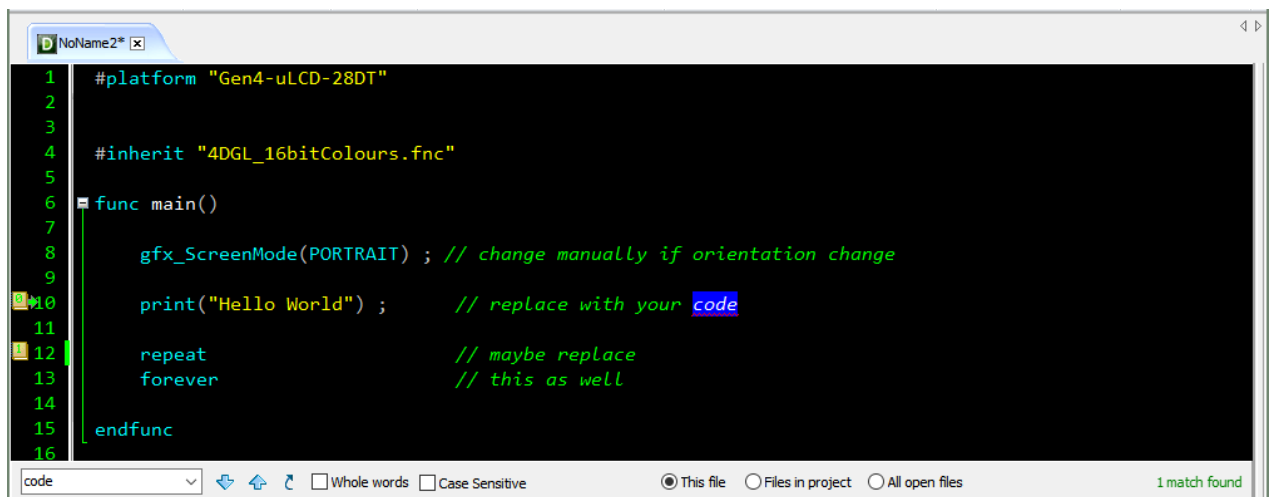 NoName2*
1 #platform "Gen4-uLCD-28DT"
2
3
4 #inherit "4DGL_16bitColours.fnc"
5
6 func main()
7
8 gfx_ScreenMode(PORTRAIT) ; // change manually if orientation change
9
0 10 print("Hello World") ; // replace with your code
11
1 12 repeat // maybe replace
13 forever // this as well
14
15 endfunc
16
code Whole words Case Sensitive This file Files in project All open files 1 match found